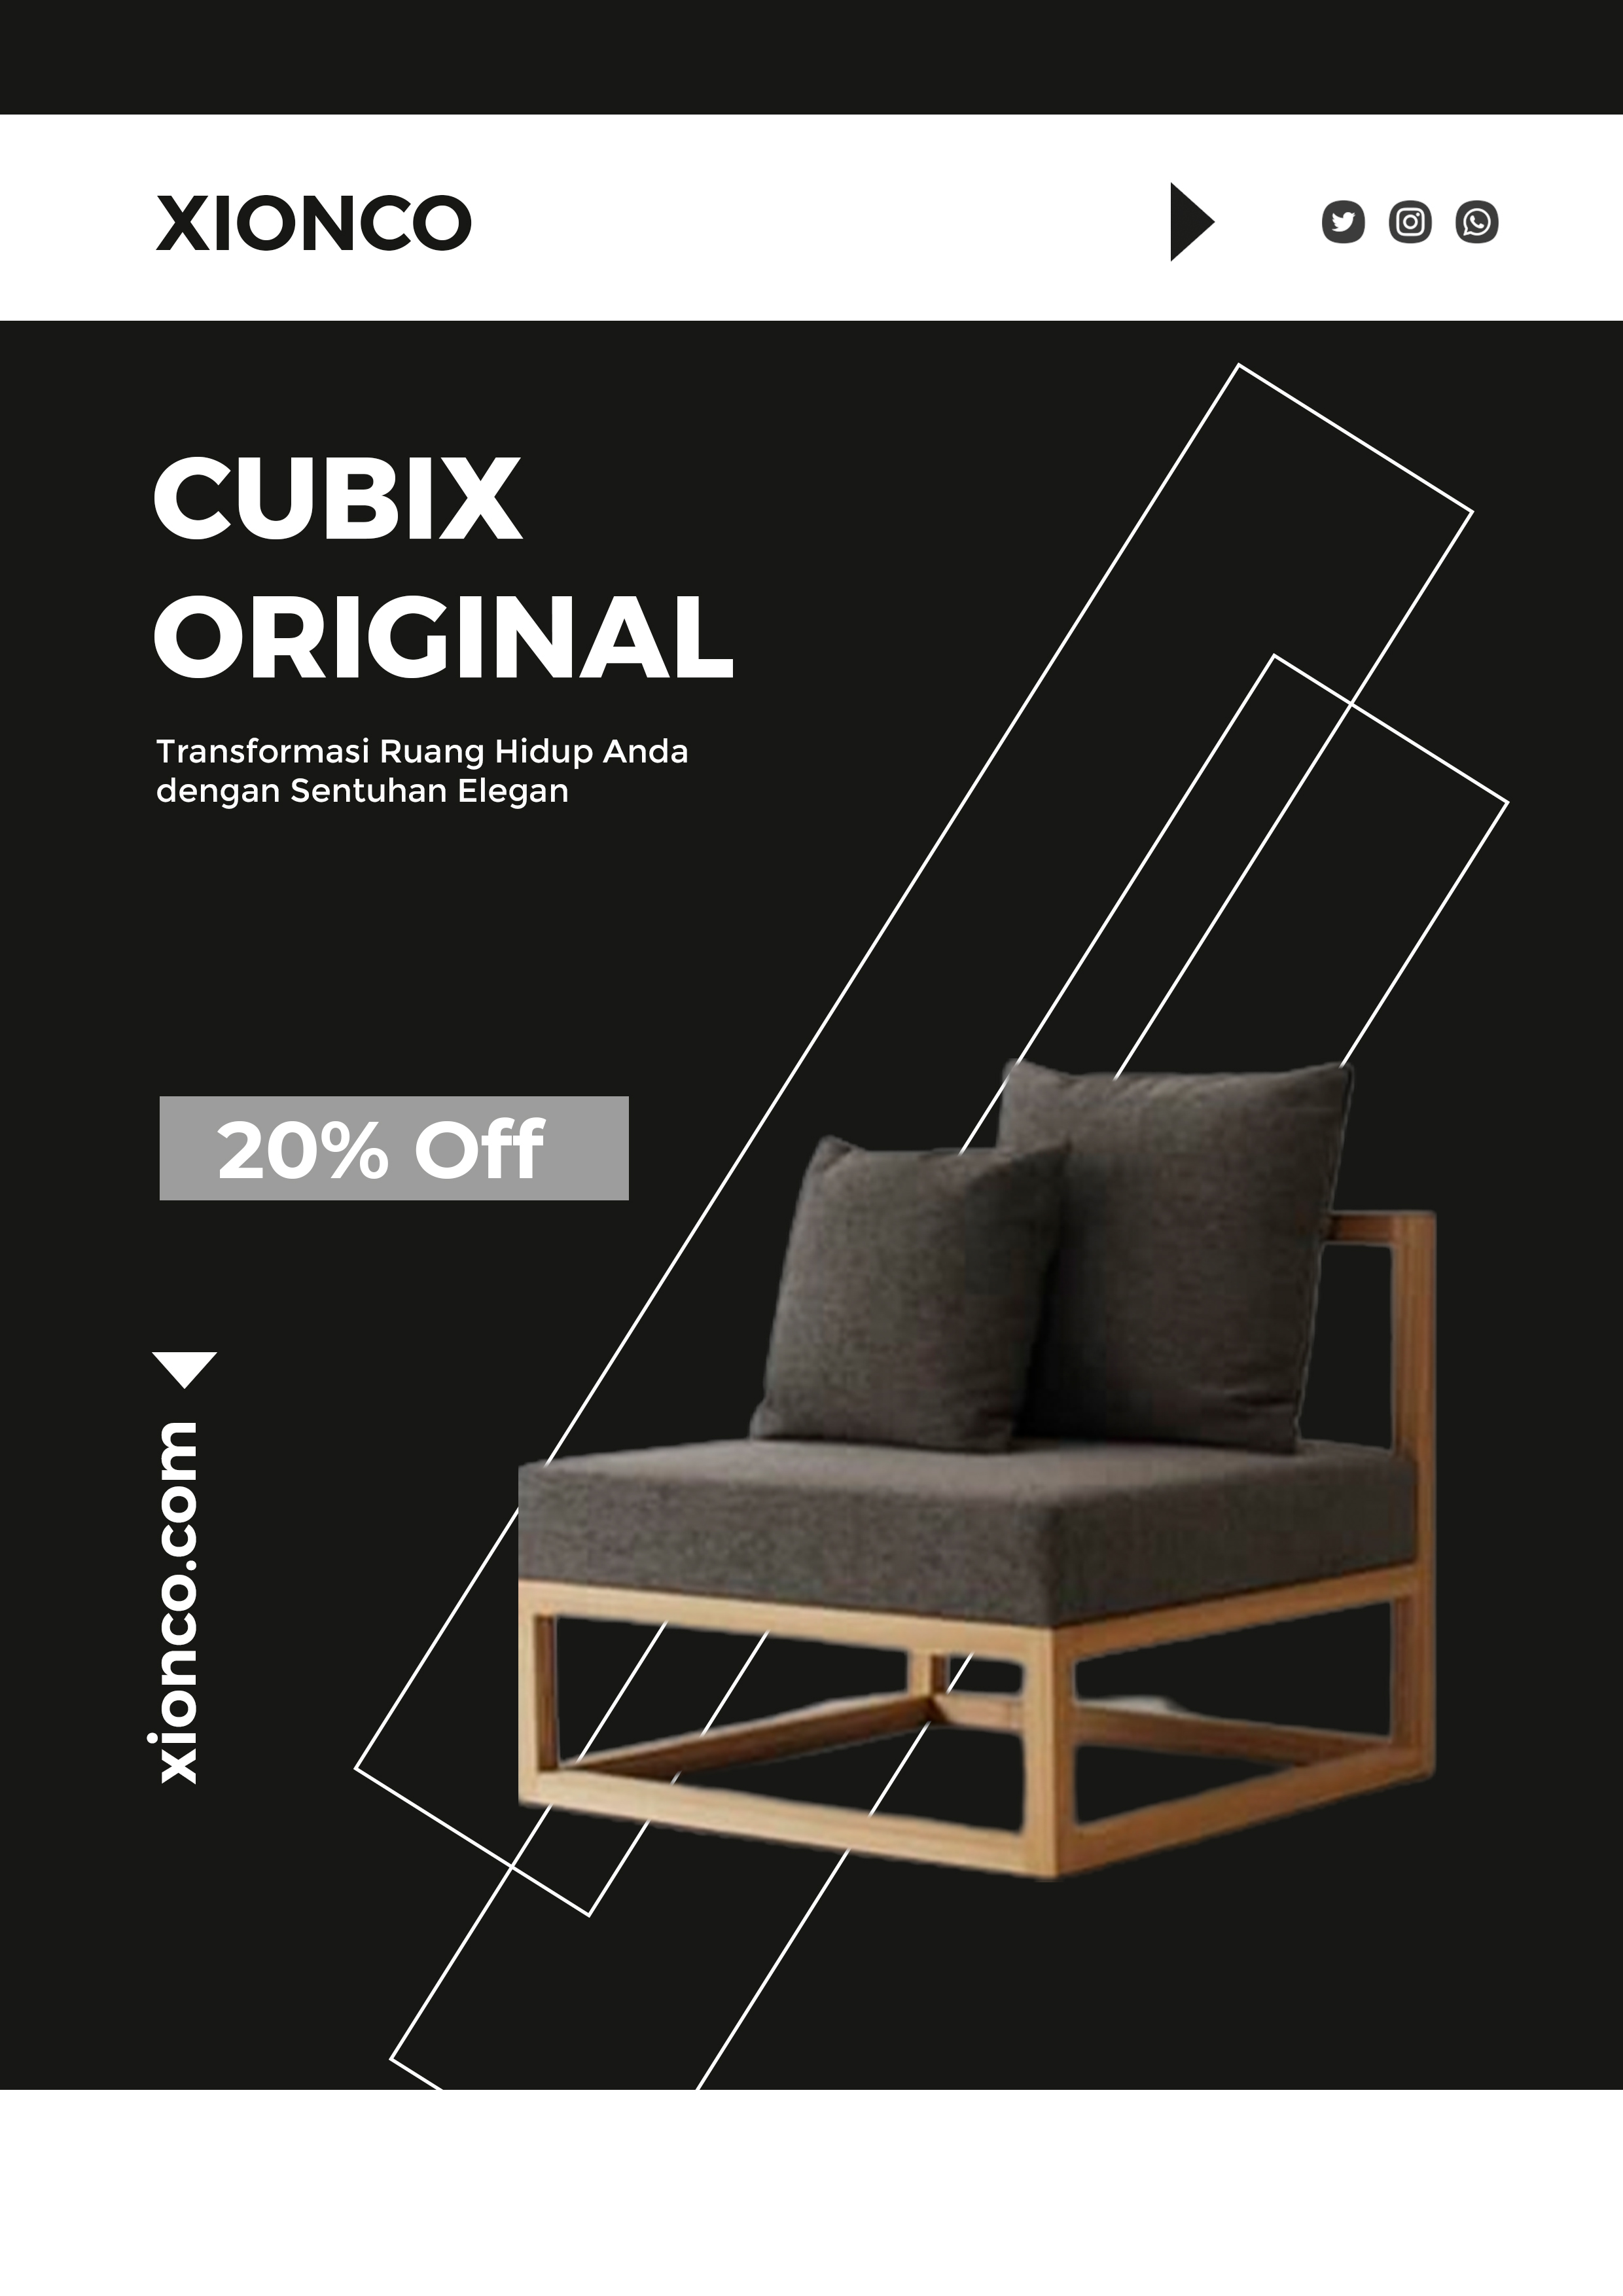 XIONCO
CUBIX
ORIGINAL
Transformasi Ruang Hidup Anda
dengan Sentuhan Elegan
20% Off
xionco.com